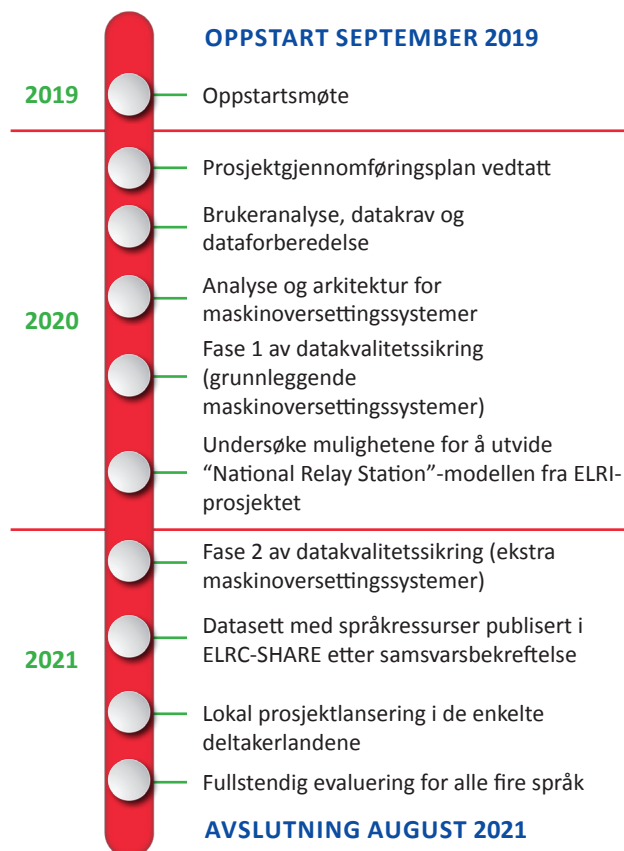 OPPSTART SEPTEMBER 2019
2019
Oppstartsmøte
Prosjektgjennomføringsplan vedtatt
Brukeranalyse, datakrav og
dataforberedelse
2020
Analyse og arkitektur for
maskinoversettingssystemer
Fase 1 av datakvalitetssikring
(grunnleggende
maskinoversettingssystemer)
Undersøke mulighetene for å utvide
“National Relay Station”-modellen fra ELRI-
prosjektet
Fase 2 av datakvalitetssikring (ekstra
maskinoversettingssystemer)
2021
Datasett med språkressurser publisert i
ELRC-SHARE etter samsvarsbekreftelse
Lokal prosjektlansering i de enkelte
deltakerlandene
Fullstendig evaluering for alle fire språk
AVSLUTNING AUGUST 2021